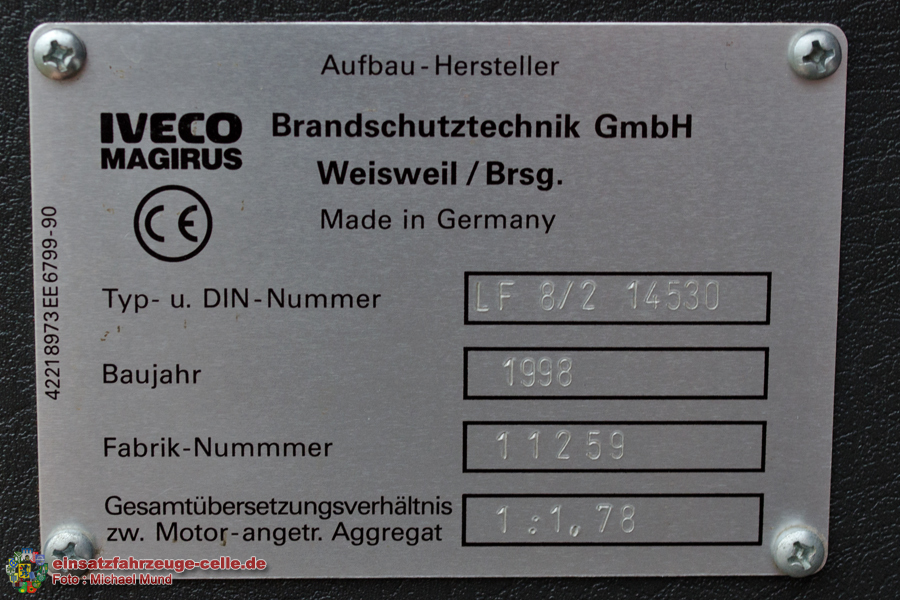 Aufbau-Hersteller
IVECO
MAGIRUS
Brandschutztechnik GmbH
Weisweil / Brsg.
Made in Germany
CE
42218973EE 6799-90
Typ- u. DIN-Nummer
LF 8/2 14530
Baujahr
1998
Fabrik-Nummmer
11259
Gesamtübersetzungsverhältnis
zw. Motor-angetr. Aggregat
1:1,78
einsatzfahrzeuge-celle.de
Foto : Michael Mund